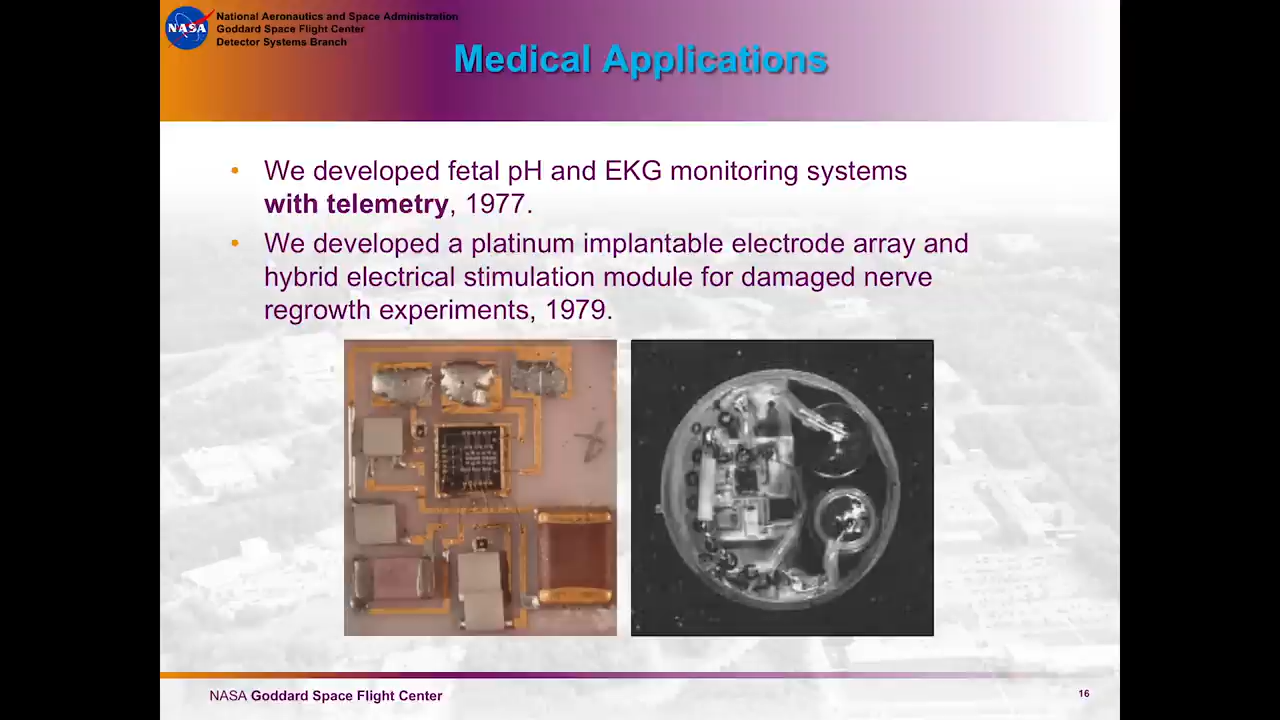 NASA
National Aeronautics and Space Administration
Goddard Space Flight Center
Detector Systems Branch
Medical Applications
• We developed fetal pH and EKG monitoring systems
with telemetry, 1977.
• We developed a platinum implantable electrode array and
hybrid electrical stimulation module for damaged nerve
regrowth experiments, 1979.
NASA Goddard Space Flight Center
16